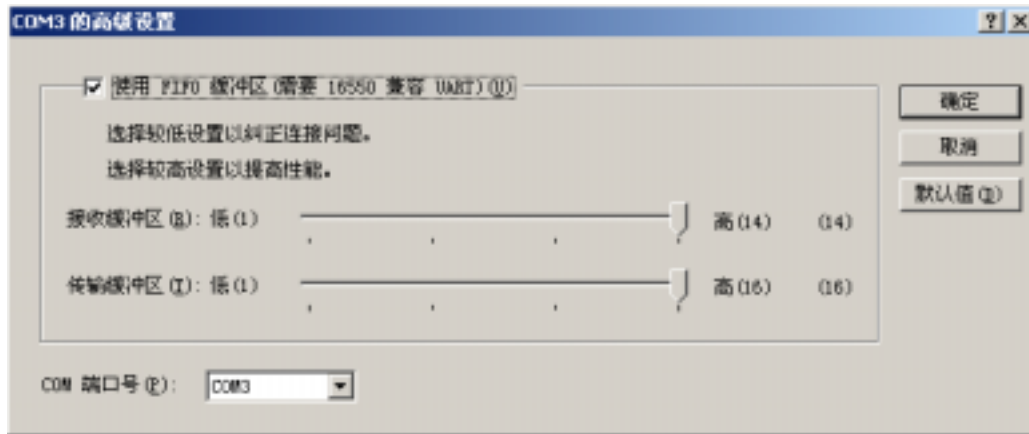 COM3 的高级设置
使用 FIFO 缓冲区(需要 16550 兼容 UART)(U)
确定
选择较低设置以纠正连接问题。
取消
选择较高设置以提高性能。
默认值(D)
接收缓冲区(R): 低(1) 高(14) (14)
传输缓冲区(T): 低(1) 高(16) (16)
COM 端口号(P): COM3